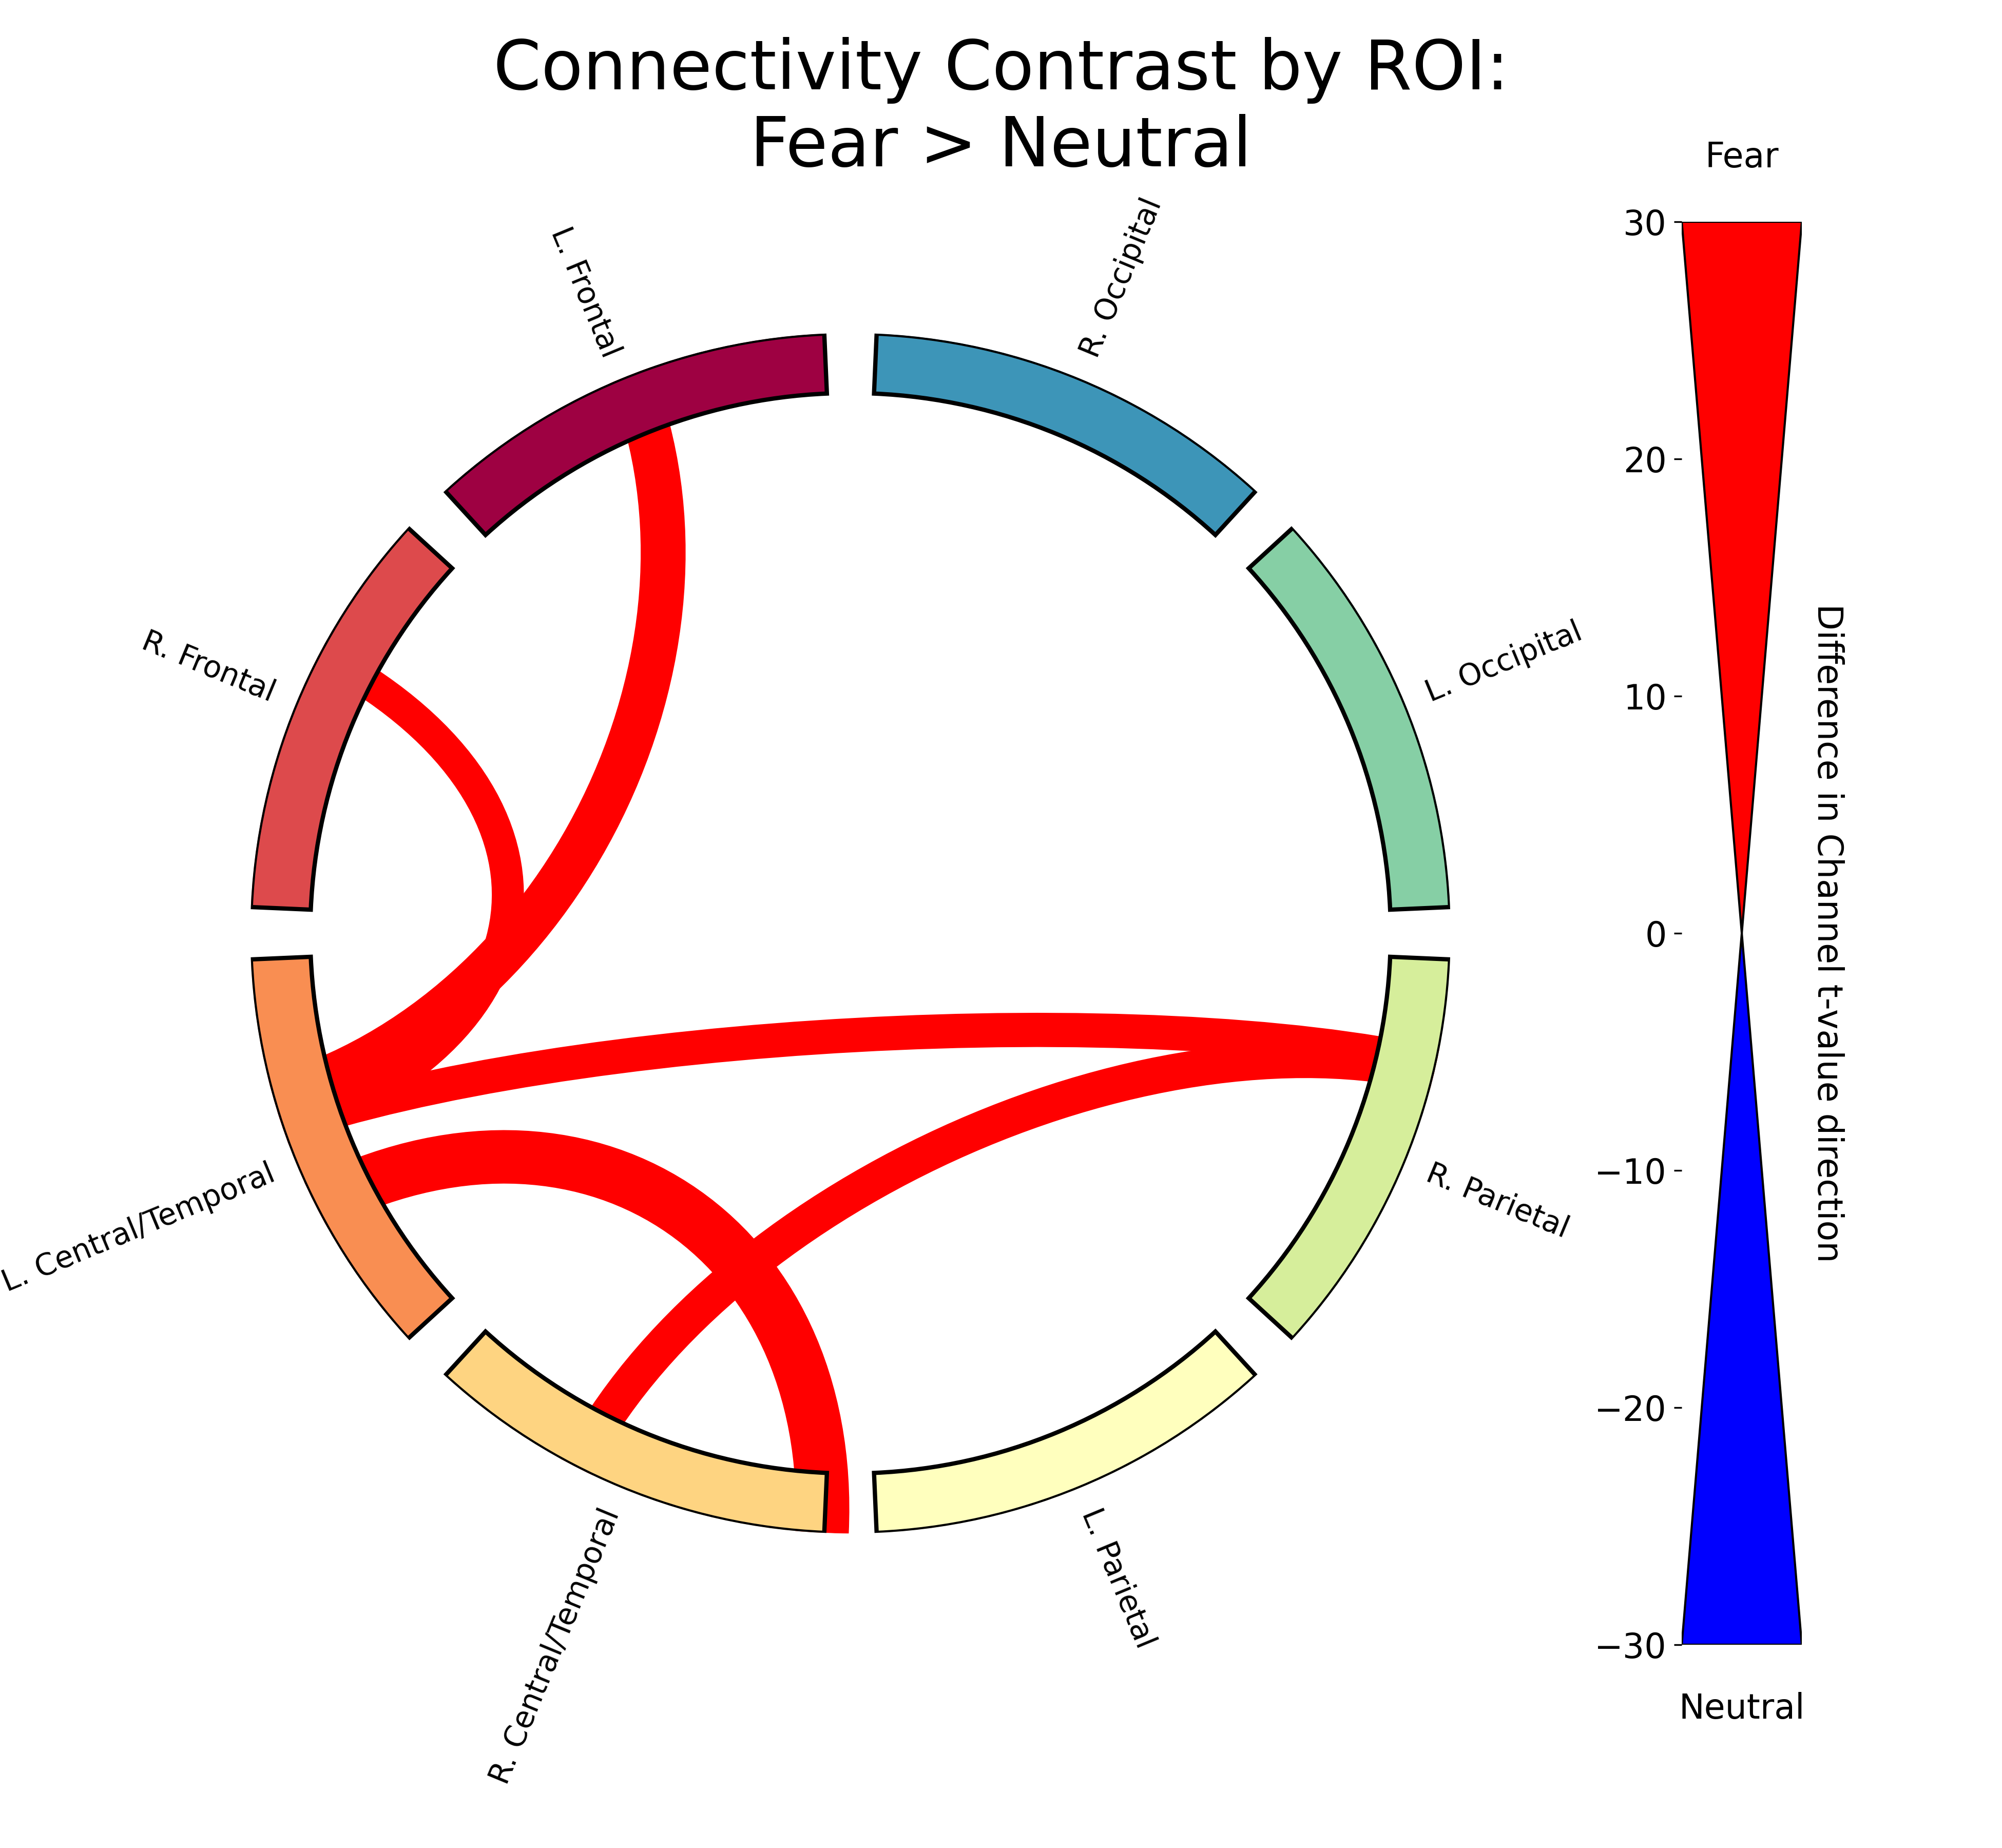 Connectivity Contrast by ROI:
Fear > Neutral
Fear
L. Frontal
R. Occipital
R. Frontal
L. Occipital
L. Central/Temporal
R. Parietal
R. Central/Temporal
L. Parietal
30
20
10
0
−10
−20
−30
Difference in Channel t-value direction
Neutral